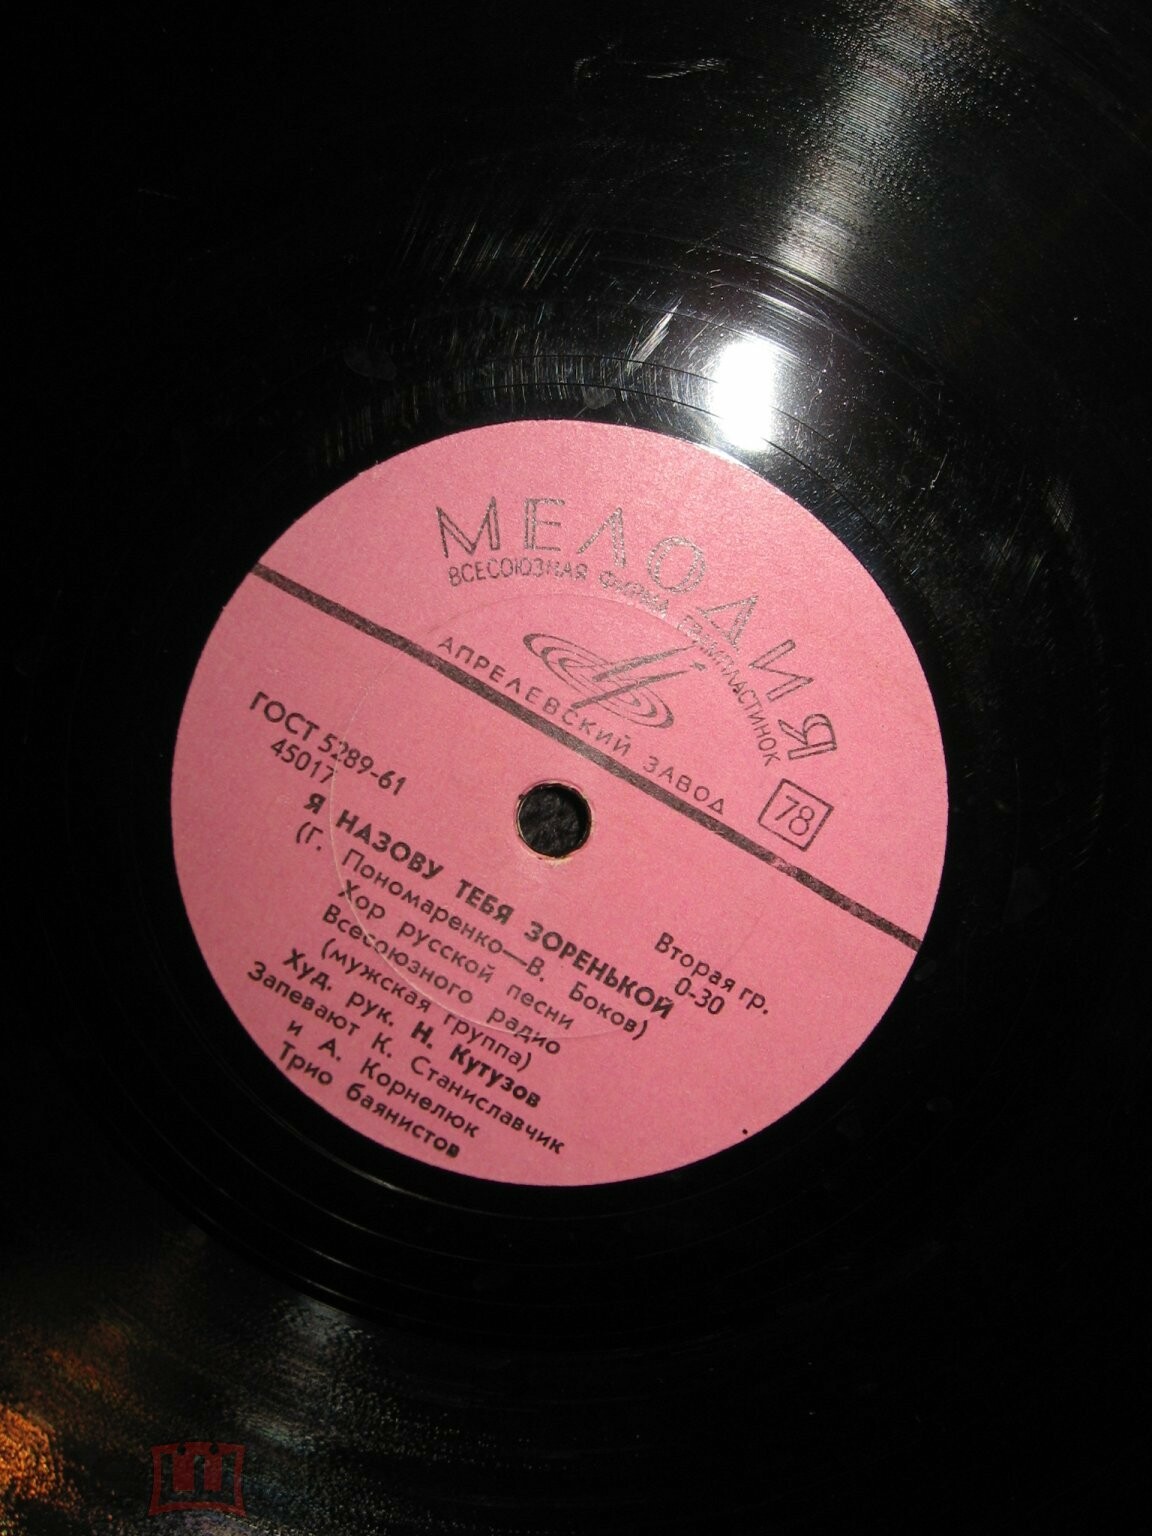 МЕЛОДИЯ
ВСЕСОЮЗНАЯ ФИРМА ГРАМПЛАСТИНОК
АПРЕЛЕВСКИЙ ЗАВОД
78
ГОСТ 5289-61
45017
Вторая гр.
0-30
Я НАЗОВУ ТЕБЯ ЗОРЕНЬКОЙ
(Г. Пономаренко—В. Боков)
Хор русской песни
Всесоюзного радио
(мужская группа)
Худ. рук. Н. Кутузов
Запевают К. Станиславчик
и А. Корнелюк
Трио баянистов